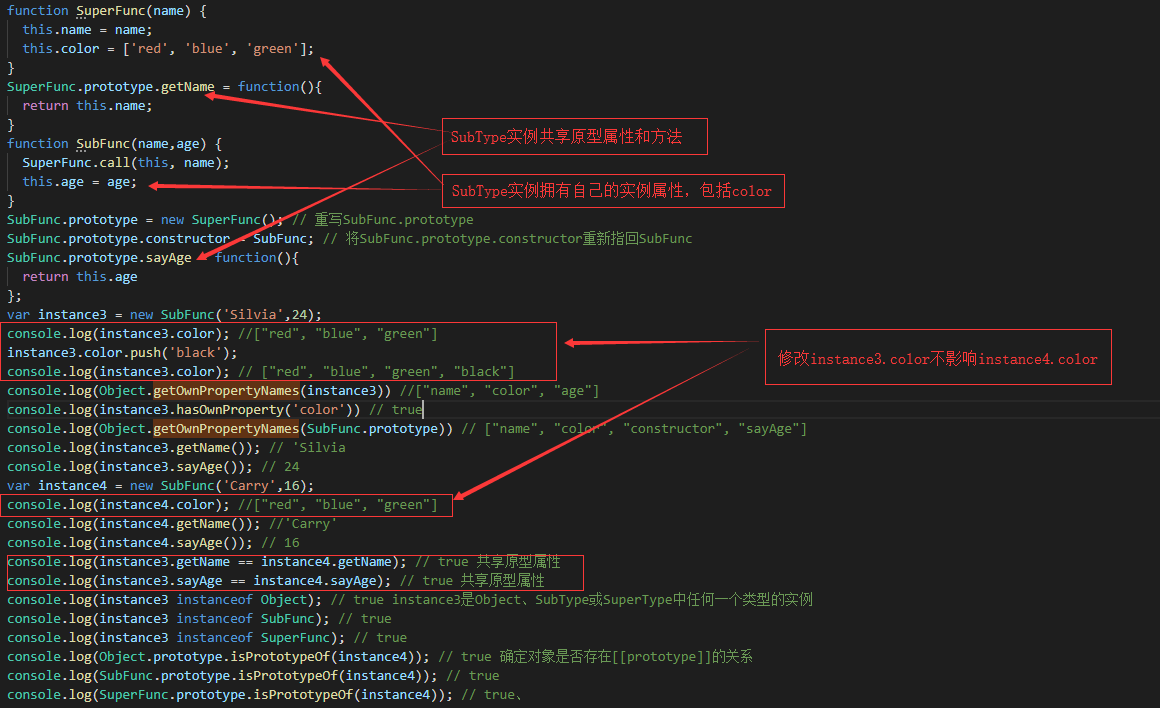 function SuperFunc(name) {
this.name = name;
this.color = ['red', 'blue', 'green'];
}
SuperFunc.prototype.getName = function(){
return this.name;
}
SubType实例共享原型属性和方法
function SubFunc(name,age) {
SuperFunc.call(this, name);
this.age = age;
SubType实例拥有自己的实例属性, 包括color
}
SubFunc.prototype = new SuperFunc(); // 重写SubFunc.prototype
SubFunc.prototype.constructor = SubFunc; // 将SubFunc.prototype.constructor重新指回SubFunc
SubFunc.prototype.sayAge = function(){
return this.age
};
var instance3 = new SubFunc('Silvia',24);
console.log(instance3.color); //["red", "blue", "green"]
instance3.color.push('black');
修改instance3.color不影响instance4.color
console.log(instance3.color); // ["red", "blue", "green", "black"]
console.log(Object.getOwnPropertyNames(instance3)) //["name", "color", "age"]
console.log(instance3.hasOwnProperty('color')) // true
console.log(Object.getOwnPropertyNames(SubFunc.prototype)) // ["name", "color", "constructor", "sayAge"]
console.log(instance3.getName()); // 'Silvia
console.log(instance3.sayAge()); // 24
var instance4 = new SubFunc('Carry',16);
console.log(instance4.color); //["red", "blue", "green"]
console.log(instance4.getName()); //'Carry'
console.log(instance4.sayAge()); // 16
console.log(instance3.getName == instance4.getName); // true 共享原型属性
console.log(instance3.sayAge == instance4.sayAge); // true 共享原型属性
console.log(instance3 instanceof Object); // true instance3是Object、SubType或SuperType中任何一个类型的实例
console.log(instance3 instanceof SubFunc); // true
console.log(instance3 instanceof SuperFunc); // true
console.log(Object.prototype.isPrototypeOf(instance4)); // true 确定对象是否存在[[prototype]]的关系
console.log(SubFunc.prototype.isPrototypeOf(instance4)); // true
console.log(SuperFunc.prototype.isPrototypeOf(instance4)); // true、